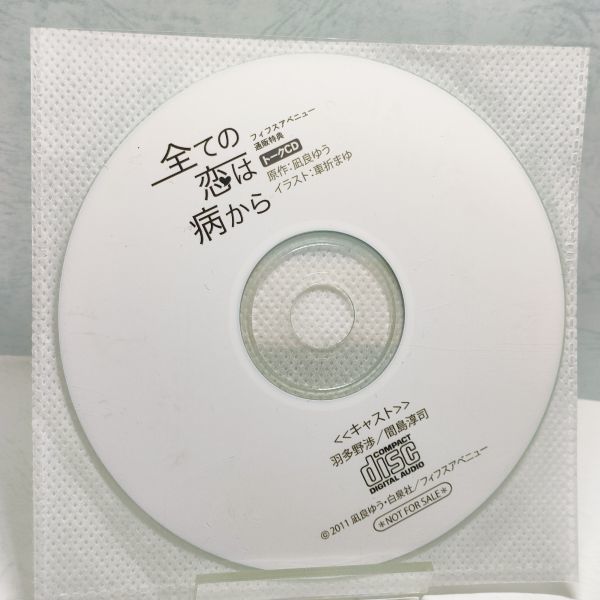 全ての
恋は
病から
フィフスアベニュー
通販特典
トークCD
原作:凪良ゆう
イラスト:車折まゆ
<<キャスト>>
羽多野渉/間島淳司
COMPACT
disc
DIGITAL AUDIO
©2011 凪良ゆう・白泉社/フィフスアベニュー
*NOT FOR SALE*